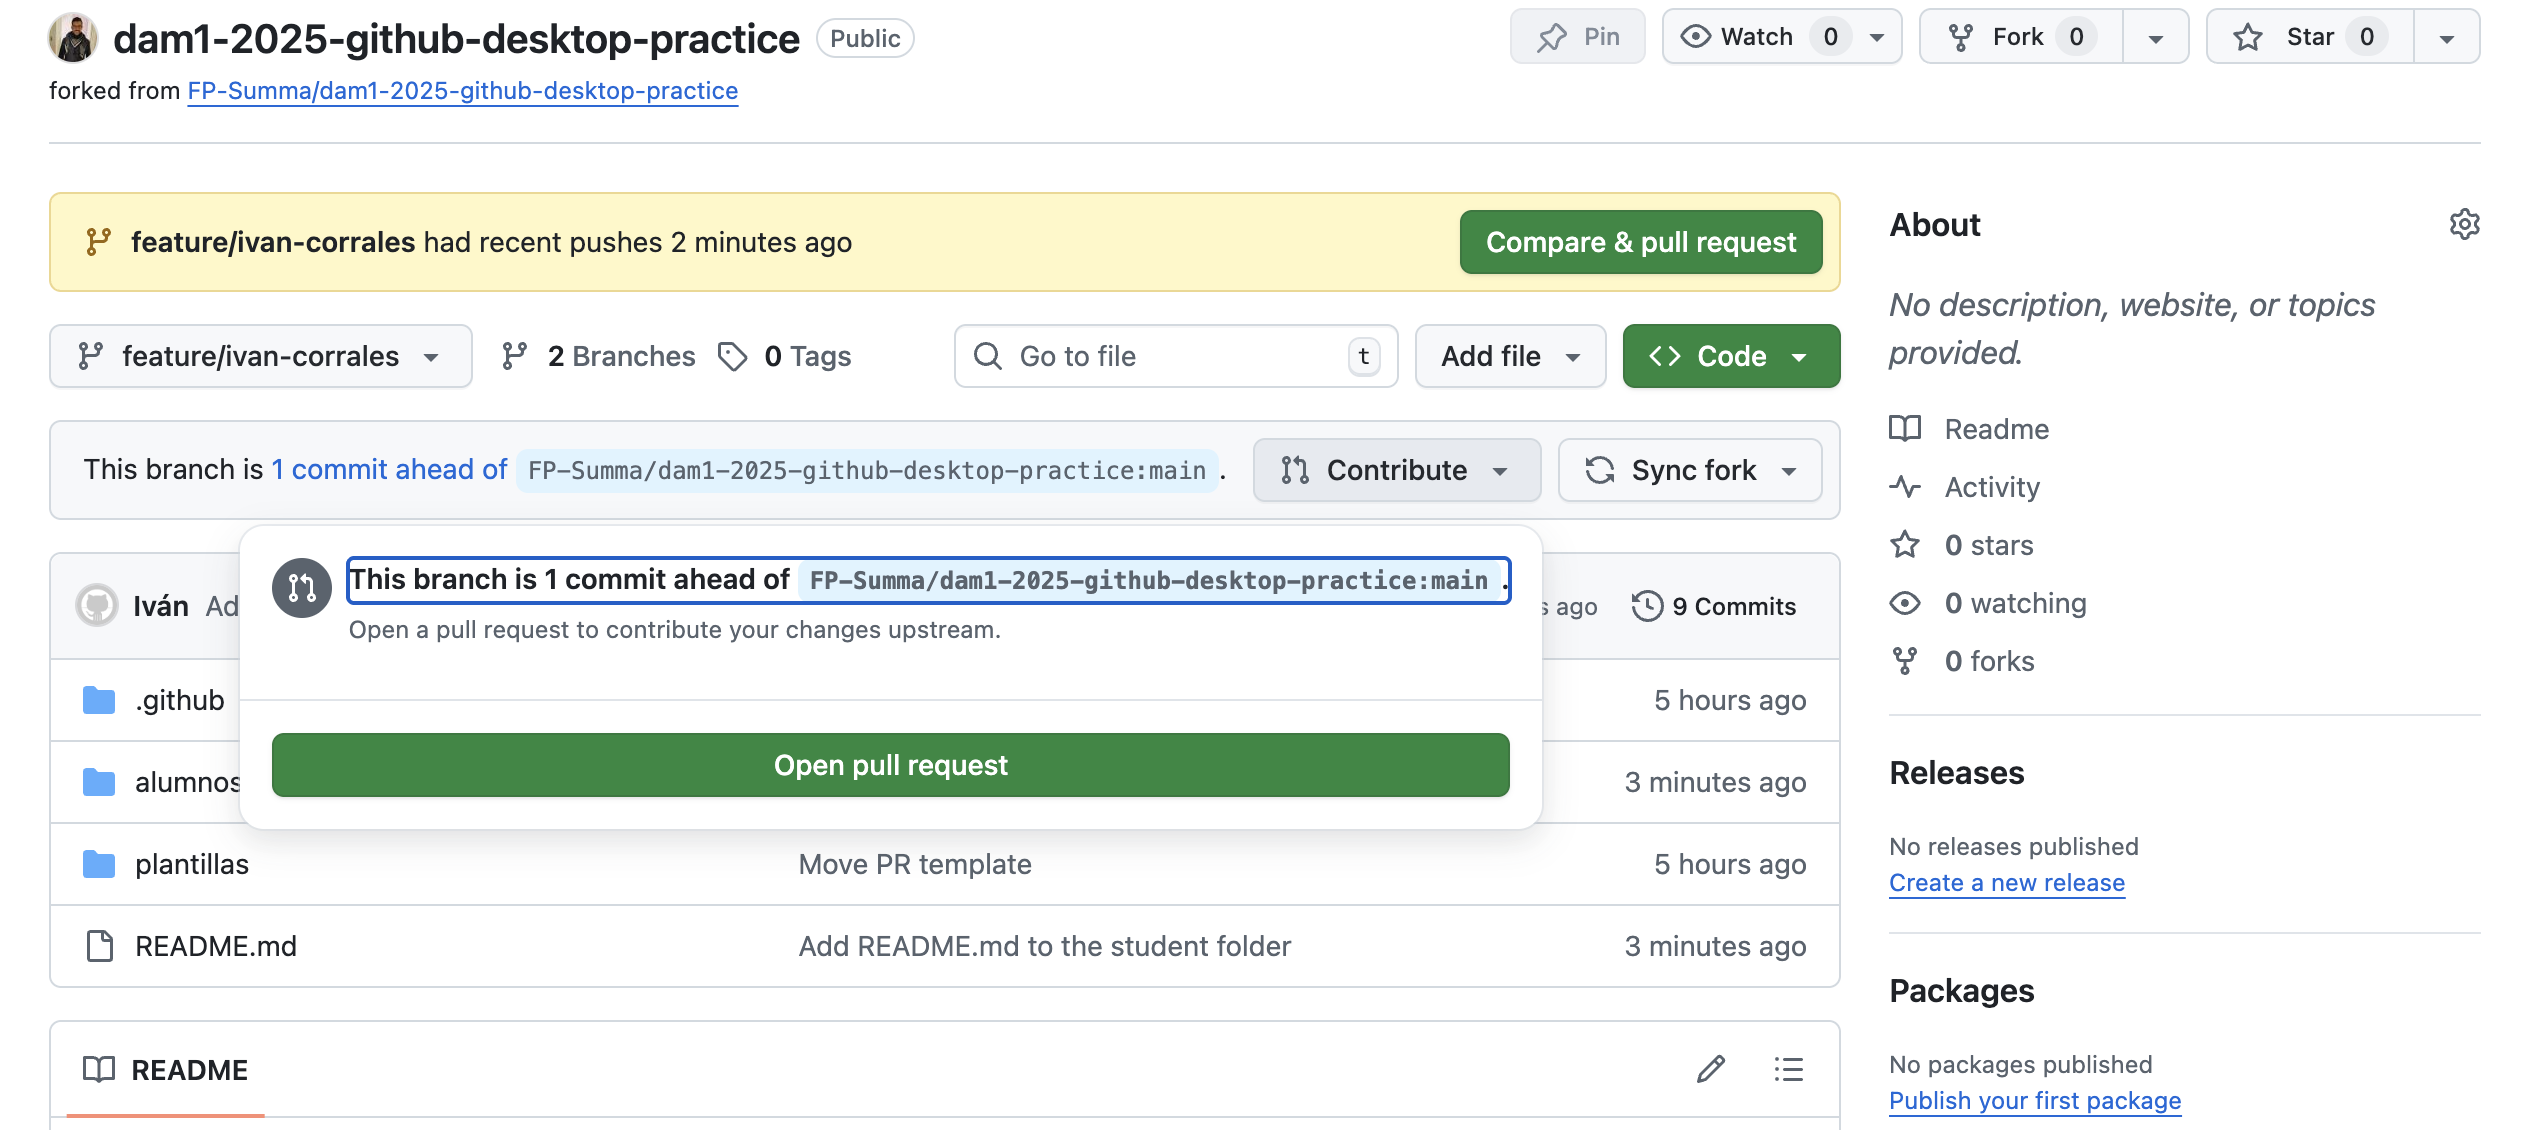 dam1-2025-github-desktop-practice Public Pin Watch 0 Fork 0 Star 0
forked from FP-Summa/dam1-2025-github-desktop-practice
feature/ivan-corrales had recent pushes 2 minutes ago Compare & pull request
feature/ivan-corrales 2 Branches 0 Tags Go to file t Add file Code
This branch is 1 commit ahead of FP-Summa/dam1-2025-github-desktop-practice:main . Contribute Sync fork
This branch is 1 commit ahead of FP-Summa/dam1-2025-github-desktop-practice:main .
Open a pull request to contribute your changes upstream.
Open pull request
Iván Ad s ago 9 Commits
.github 5 hours ago
alumnos 3 minutes ago
plantillas Move PR template 5 hours ago
README.md Add README.md to the student folder 3 minutes ago
README
About
No description, website, or topics
provided.
Readme
Activity
0 stars
0 watching
0 forks
Releases
No releases published
Create a new release
Packages
No packages published
Publish your first package